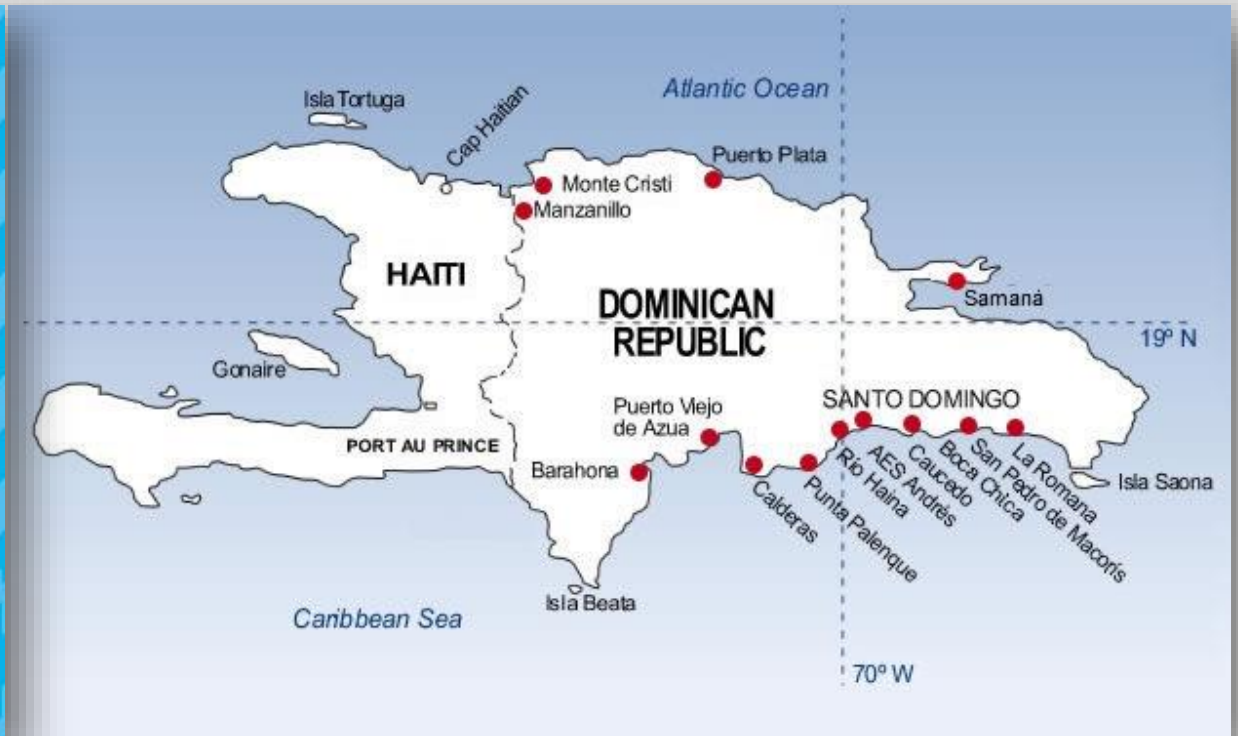 Atlantic Ocean
Isla Tortuga
Cap Haitian
Puerto Plata
Monte Cristi
Manzanillo
HAITI
DOMINICAN
REPUBLIC
Samaná
19º N
Gonaire
Puerto Viejo
de Azua
SANTO DOMINGO
PORT AU PRINCE
Barahona
Calderas
Punta Palenque
Río Haina
AES Andrés
Caucedo
Boca Chica
San Pedro de Macorís
La Romana
Isla Saona
Isla Beata
Caribbean Sea
70º W